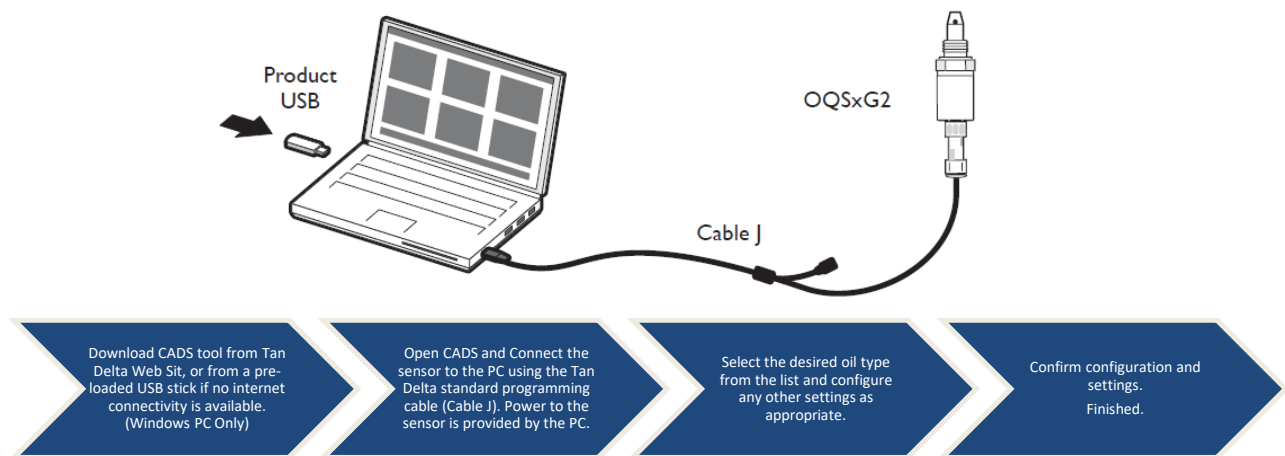 Product
USB
OQSxG2
Cable J
Download CADS tool from Tan
Delta Web Sit, or from a pre-
loaded USB stick if no internet
connectivity is available.
(Windows PC Only)
Open CADS and Connect the
sensor to the PC using the Tan
Delta standard programming
cable (Cable J). Power to the
sensor is provided by the PC.
Select the desired oil type
from the list and configure
any other settings as
appropriate.
Confirm configuration and
settings.
Finished.